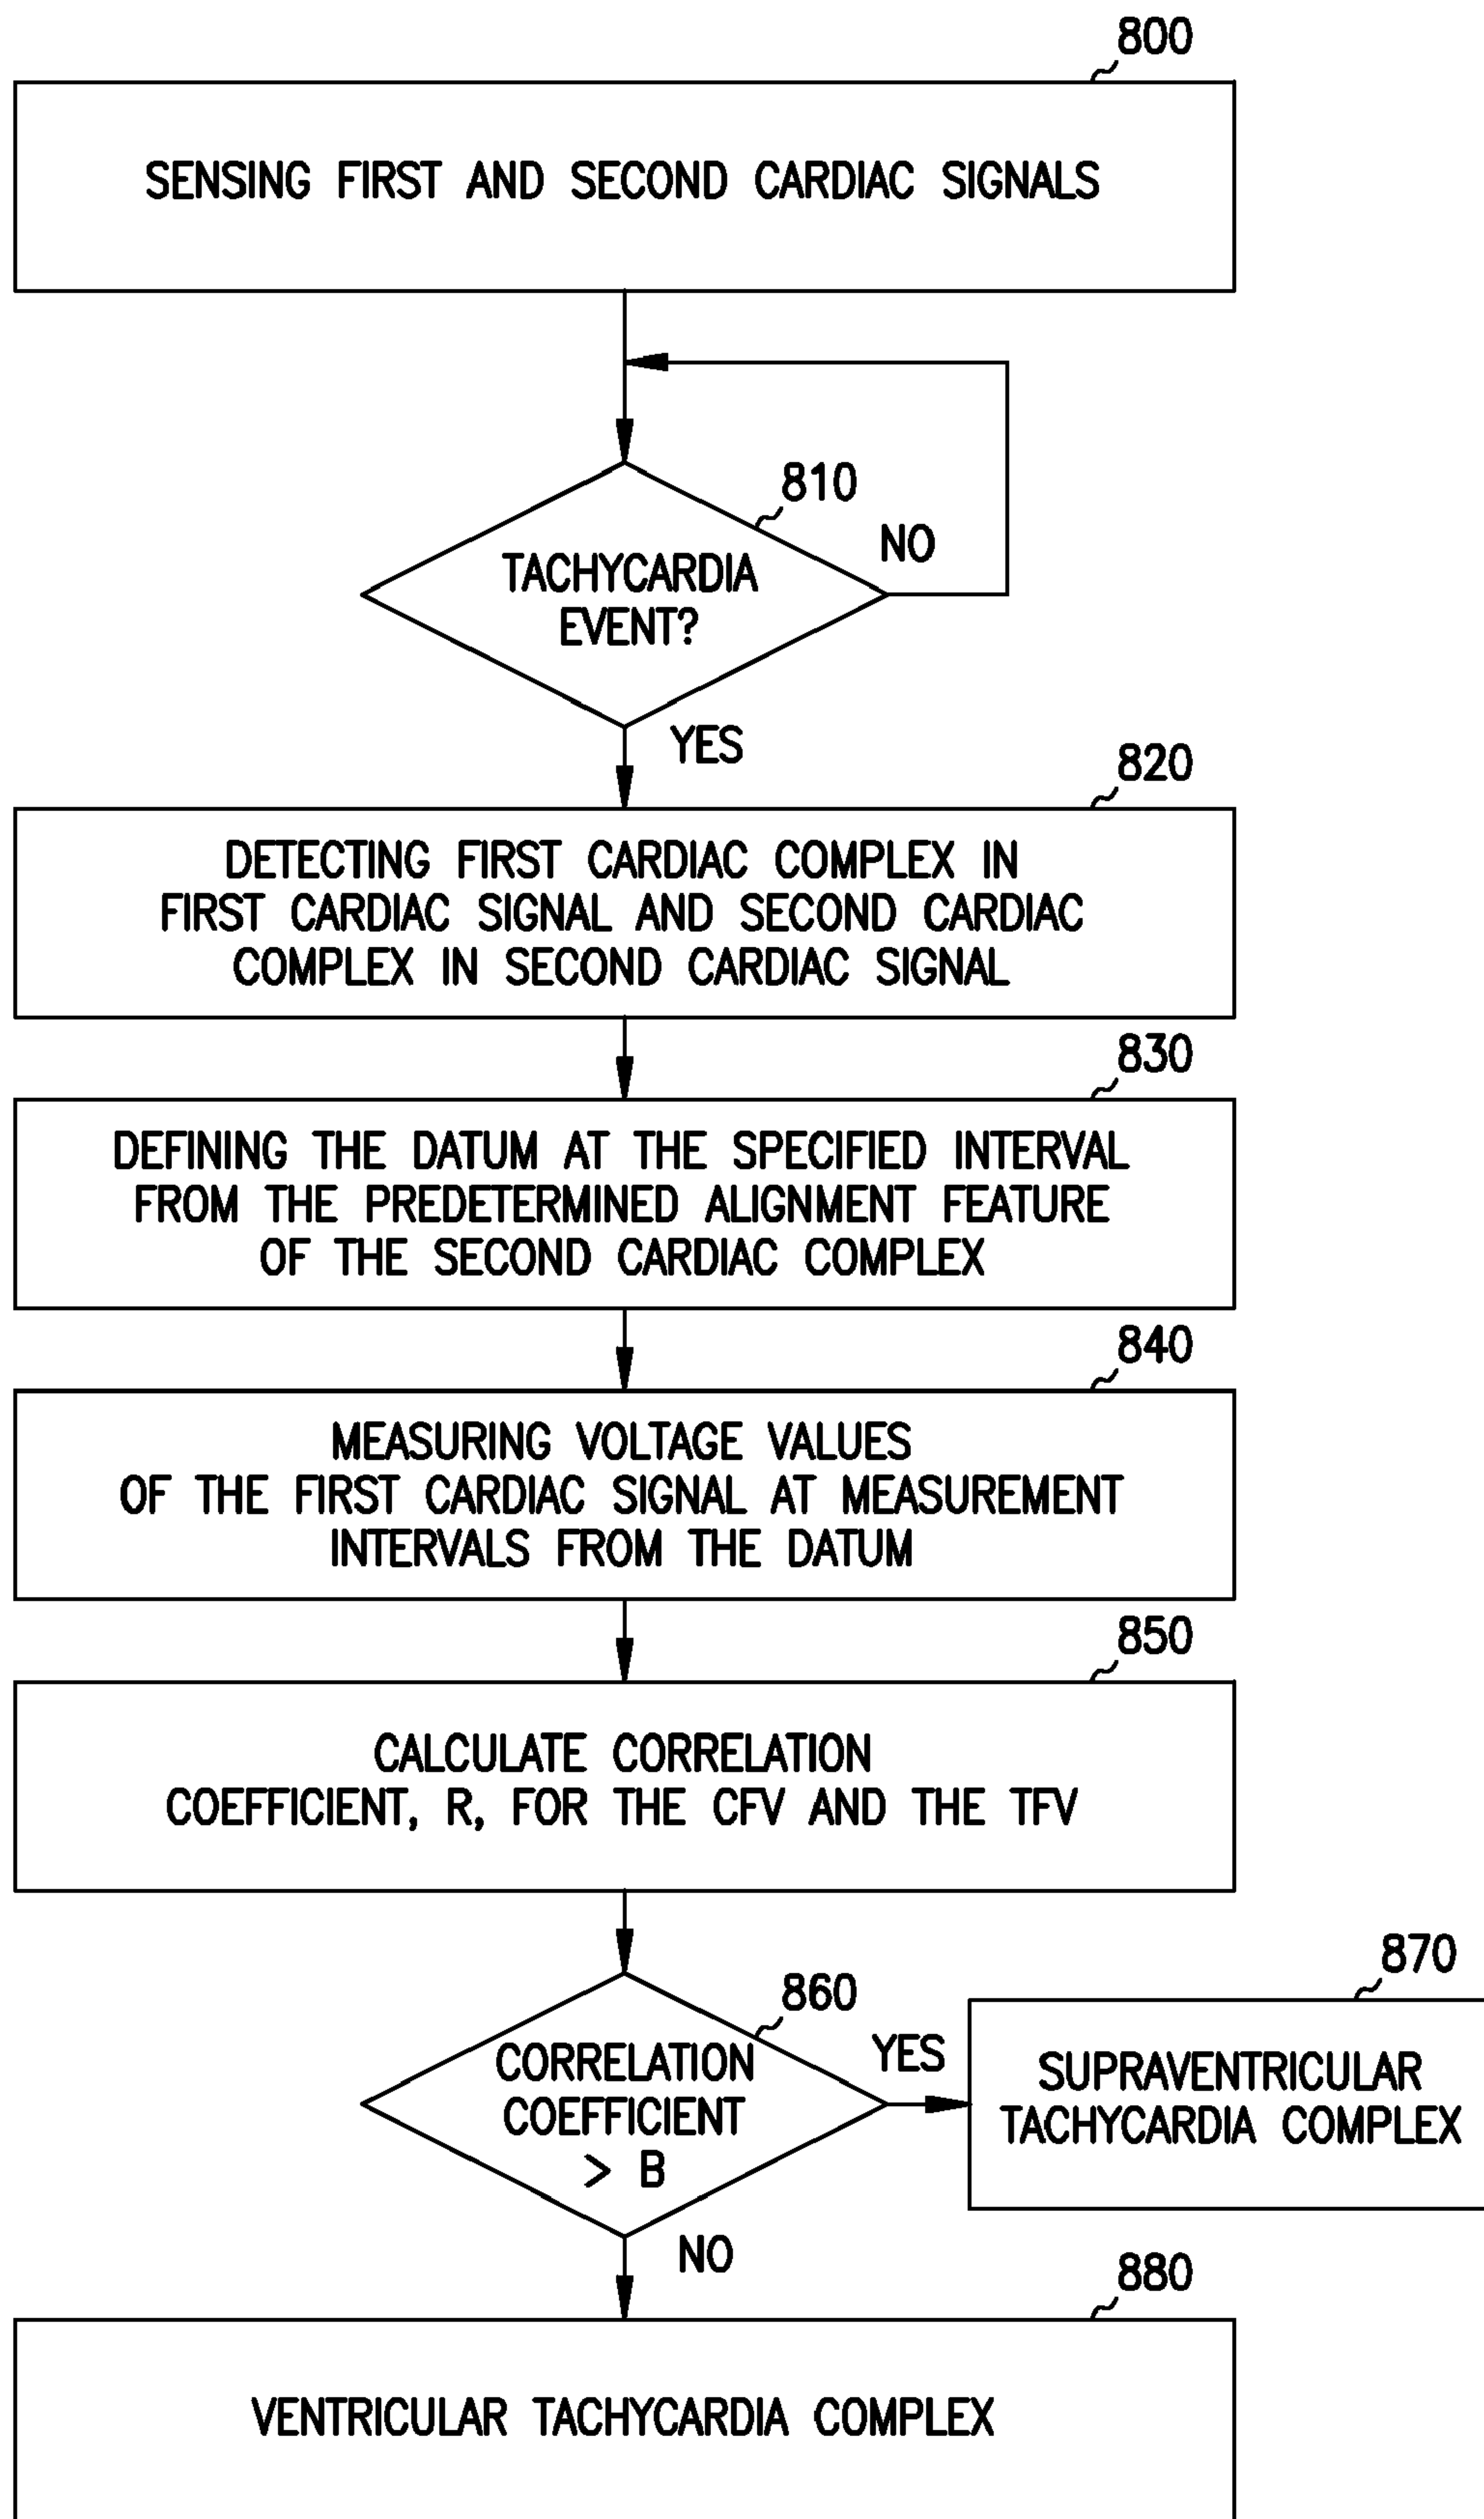 800
SENSING FIRST AND SECOND CARDIAC SIGNALS
810
NO
TACHYCARDIA
EVENT?
YES
820
DETECTING FIRST CARDIAC COMPLEX IN
FIRST CARDIAC SIGNAL AND SECOND CARDIAC
COMPLEX IN SECOND CARDIAC SIGNAL
830
DEFINING THE DATUM AT THE SPECIFIED INTERVAL
FROM THE PREDETERMINED ALIGNMENT FEATURE
OF THE SECOND CARDIAC COMPLEX
840
MEASURING VOLTAGE VALUES
OF THE FIRST CARDIAC SIGNAL AT MEASUREMENT
INTERVALS FROM THE DATUM
850
CALCULATE CORRELATION
COEFFICIENT, R, FOR THE CFV AND THE TFV
860
CORRELATION
COEFFICIENT
> B
YES
870
SUPRAVENTRICULAR
TACHYCARDIA COMPLEX
NO
880
VENTRICULAR TACHYCARDIA COMPLEX